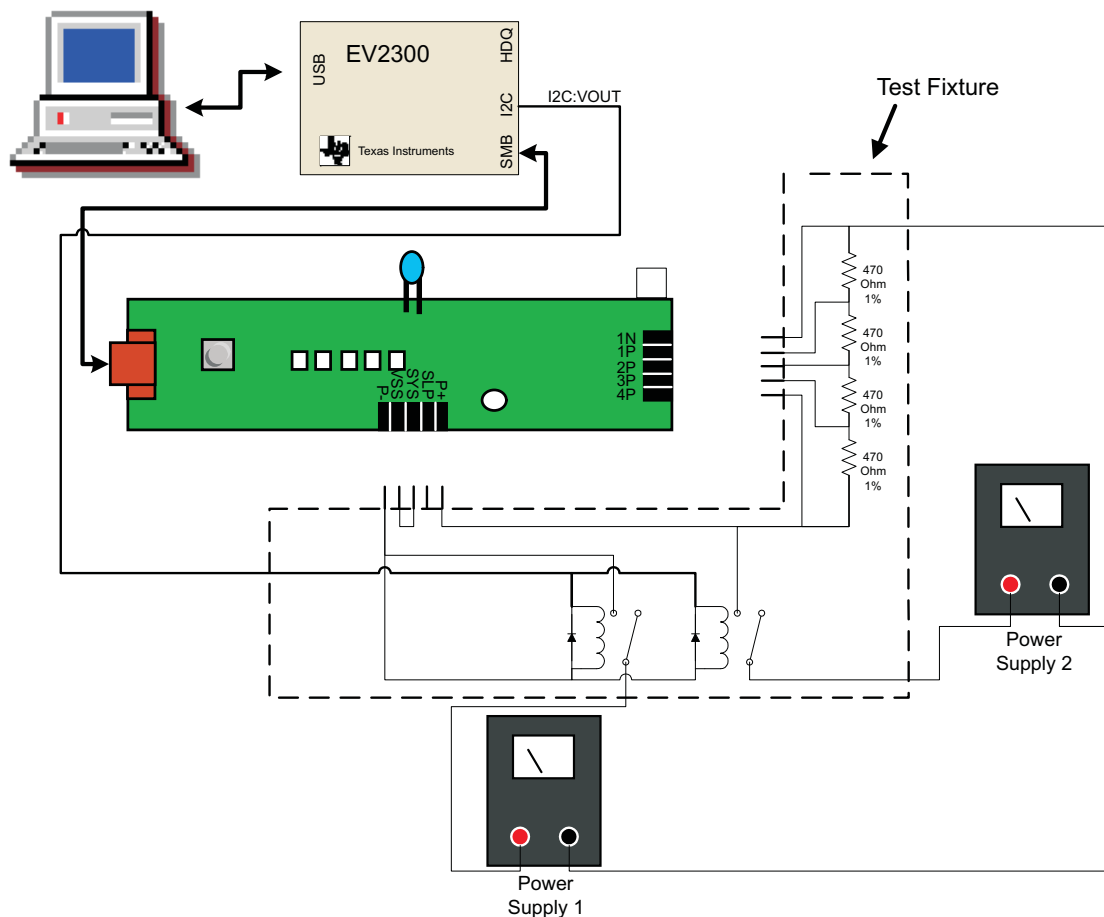 EV2300
USB
HDQ
I2C
SMB
Texas Instruments
I2C:VOUT
Test Fixture
470
Ohm
1%
470
Ohm
1%
470
Ohm
1%
470
Ohm
1%
1N
1P
2P
3P
4P
P-
VSS
SYS
SLP
P+
Power
Supply 2
Power
Supply 1